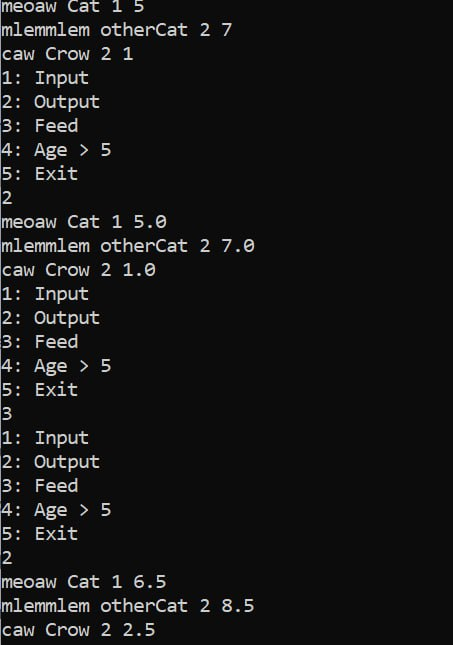 meoaw Cat 1 5
mlemmlem otherCat 2 7
caw Crow 2 1
1: Input
2: Output
3: Feed
4: Age > 5
5: Exit
2
meoaw Cat 1 5.0
mlemmlem otherCat 2 7.0
caw Crow 2 1.0
1: Input
2: Output
3: Feed
4: Age > 5
5: Exit
3
1: Input
2: Output
3: Feed
4: Age > 5
5: Exit
2
meoaw Cat 1 6.5
mlemmlem otherCat 2 8.5
caw Crow 2 2.5